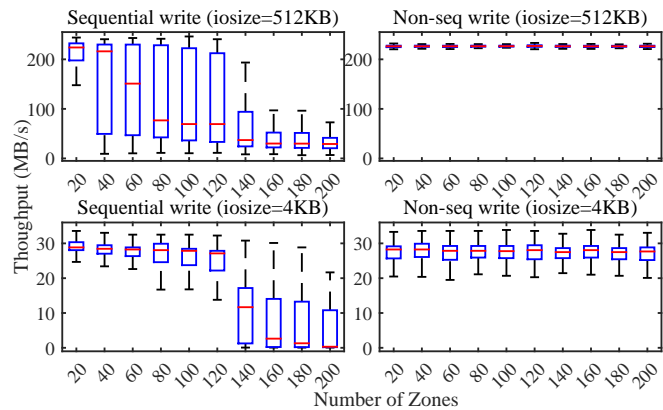 Sequential write (iosize=512KB) Non-seq write (iosize=512KB)
200 200
100 100
0 0
20 40 60 80 100 120 140 160 180 200 20 40 60 80 100 120 140 160 180 200
Thoughput (MB/s)
Sequential write (iosize=4KB) Non-seq write (iosize=4KB)
30 30
20 20
10 10
0 0
20 40 60 80 100 120 140 160 180 200 20 40 60 80 100 120 140 160 180 200
Number of Zones